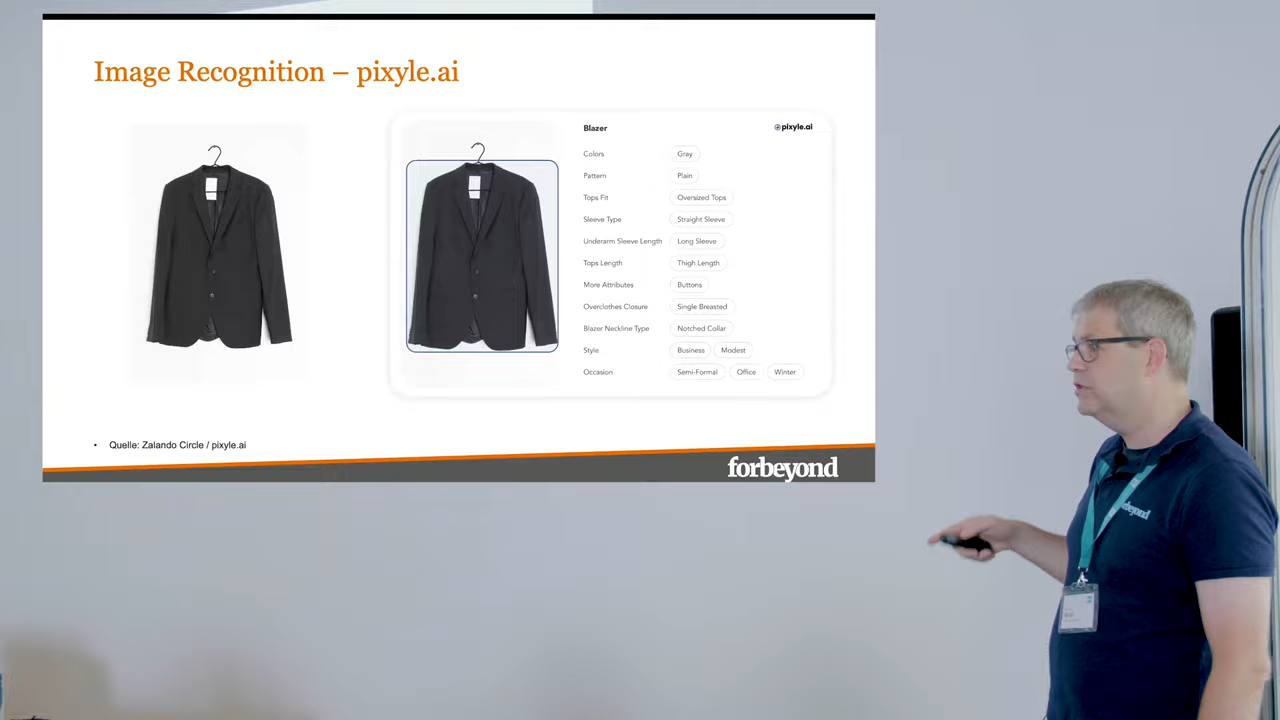 Image Recognition – pixyle.ai
Blazer
pixyle.ai
Colors Gray
Pattern Plain
Tops Fit Oversized Tops
Sleeve Type Straight Sleeve
Underarm Sleeve Length Long Sleeve
Tops Length Thigh Length
More Attributes Buttons
Overclothes Closure Single Breasted
Blazer Neckline Type Notched Collar
Style Business Modest
Occasion Semi-Formal Office Winter
• Quelle: Zalando Circle / pixyle.ai
forbeyond